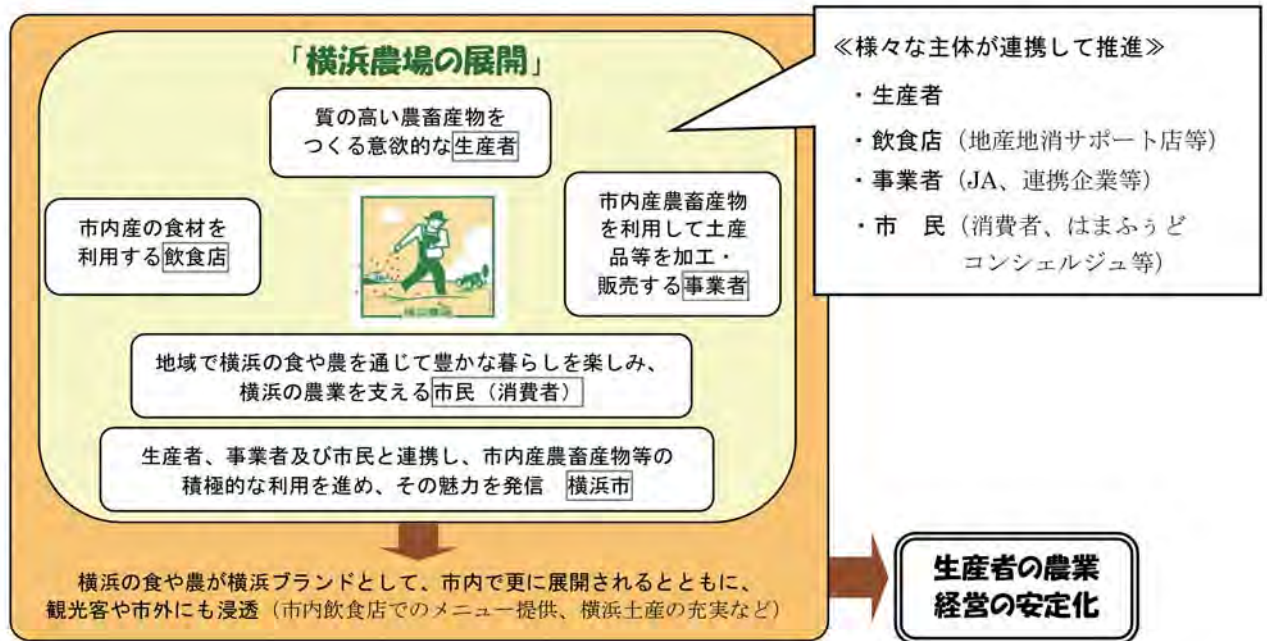 「横浜農場の展開」
質の高い農畜産物を
つくる意欲的な生産者
市内産の食材を
利用する飲食店
市内産農畜産物
を利用して土産
品等を加工・
販売する事業者
横浜農場
地域で横浜の食や農を通じて豊かな暮らしを楽しみ、
横浜の農業を支える市民（消費者）
生産者、事業者及び市民と連携し、市内産農畜産物等の
積極的な利用を進め、その魅力を発信 横浜市
横浜の食や農が横浜ブランドとして、市内で更に展開されるとともに、
観光客や市外にも浸透（市内飲食店でのメニュー提供、横浜土産の充実など）
≪様々な主体が連携して推進≫
・生産者
・飲食店（地産地消サポート店等）
・事業者（JA、連携企業等）
・市　民（消費者、はまふぅど
コンシェルジュ等）
生産者の農業
経営の安定化